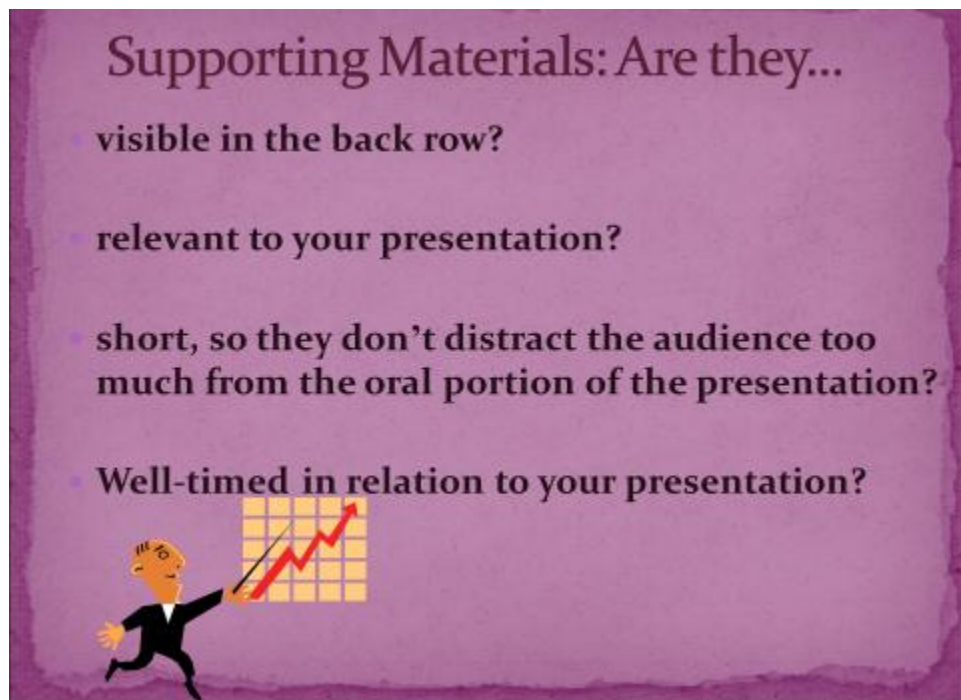 Supporting Materials: Are they...
visible in the back row?
relevant to your presentation?
short, so they don't distract the audience too
much from the oral portion of the presentation?
Well-timed in relation to your presentation?